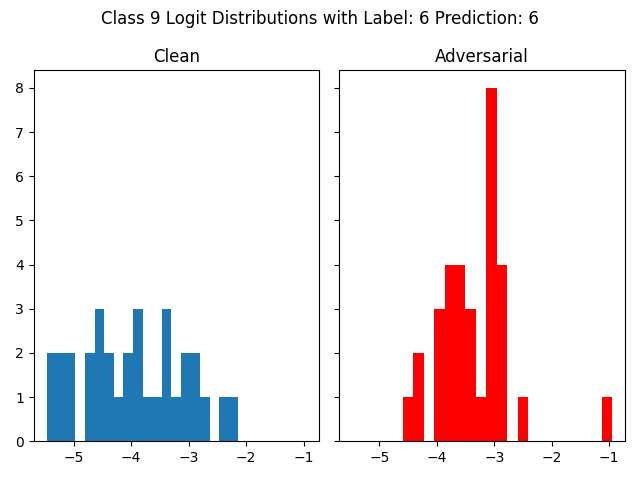 Class 9 Logit Distributions with Label: 6 Prediction: 6
Clean
Adversarial
8
7
6
5
4
3
2
1
0
−5 −4 −3 −2 −1
−5 −4 −3 −2 −1